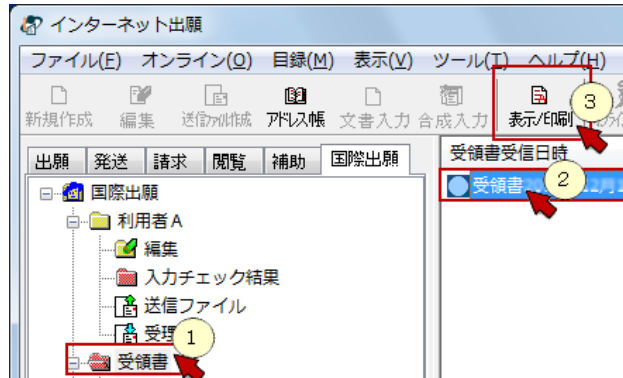 インターネット出願
ファイル(F) オンライン(O) 目録(M) 表示(V) ツール(T) ヘルプ(H)
新規作成 編集 送信ファイル作成 アドレス帳 文書入力 合成入力 表示/印刷
3
出願 発送 請求 閲覧 補助 国際出願
受領書受信日時
国際出願
受領書
2
利用者A
編集
入力チェック結果
送信ファイル
受理
1
受領書